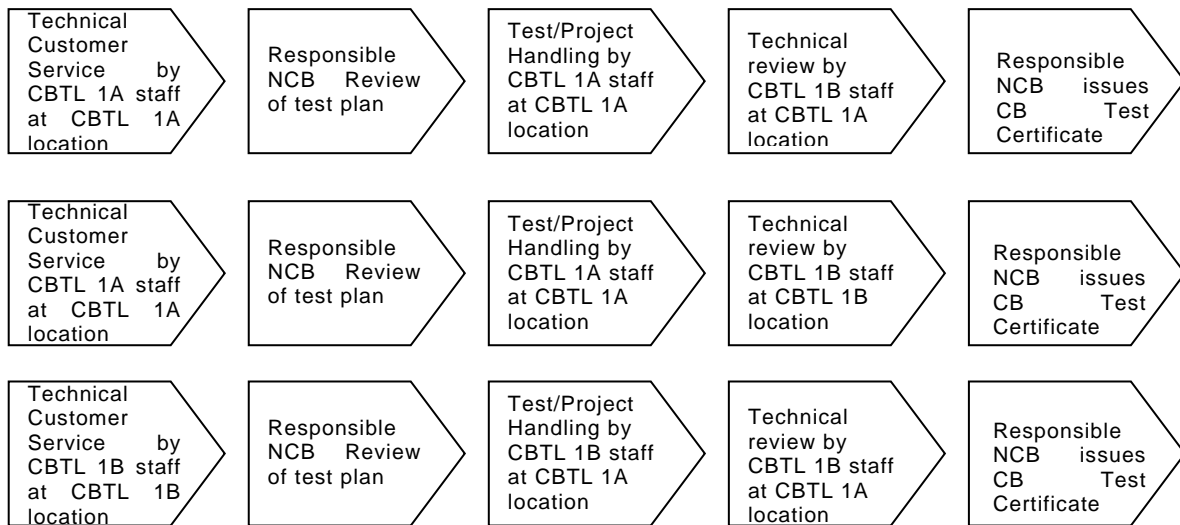 Technical
Customer
Service by
CBTL 1A staff
at CBTL 1A
location
Responsible
NCB Review
of test plan
Test/Project
Handling by
CBTL 1A staff
at CBTL 1A
location
Technical
review by
CBTL 1B staff
at CBTL 1A
location
Responsible
NCB issues
CB Test
Certificate
Technical
Customer
Service by
CBTL 1A staff
at CBTL 1A
location
Responsible
NCB Review
of test plan
Test/Project
Handling by
CBTL 1A staff
at CBTL 1A
location
Technical
review by
CBTL 1B staff
at CBTL 1B
location
Responsible
NCB issues
CB Test
Certificate
Technical
Customer
Service by
CBTL 1B staff
at CBTL 1B
location
Responsible
NCB Review
of test plan
Test/Project
Handling by
CBTL 1B staff
at CBTL 1A
location
Technical
review by
CBTL 1B staff
at CBTL 1A
location
Responsible
NCB issues
CB Test
Certificate